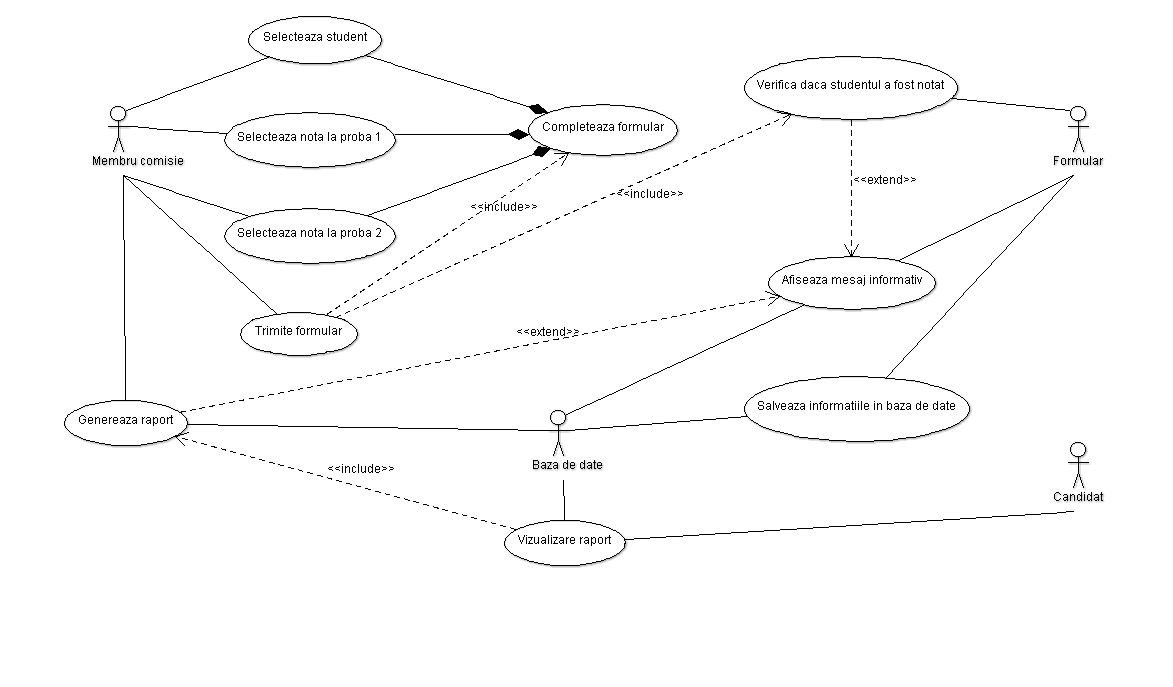 Selecteaza student
Verifica daca studentul a fost notat
Completeaza formular
Selecteaza nota la proba 1
Membru comisie
Formular
<<extend>>
<<include>>
<<include>>
Selecteaza nota la proba 2
Afiseaza mesaj informativ
Trimite formular
<<extend>>
Salveaza informatiile in baza de date
Genereaza raport
Baza de date
<<include>>
Candidat
Vizualizare raport